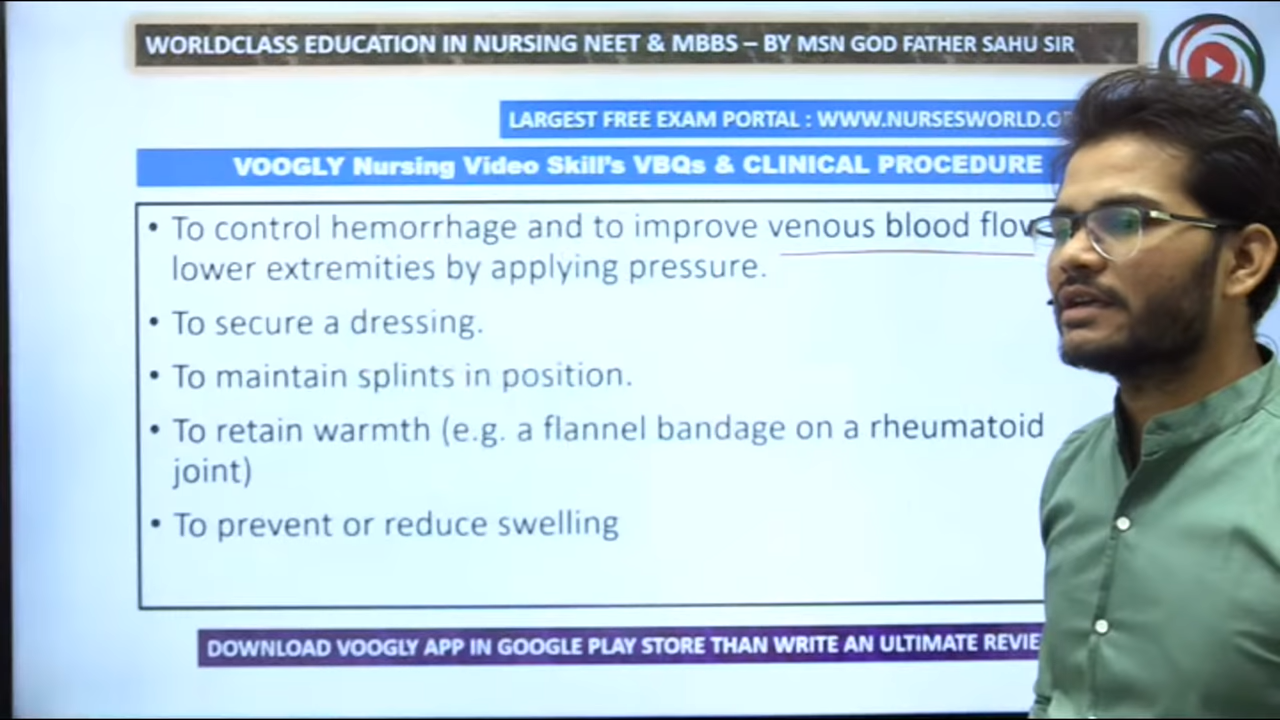 WORLDCLASS EDUCATION IN NURSING NEET & MBBS – BY MSN GOD FATHER SAHU SIR
LARGEST FREE EXAM PORTAL : WWW.NURSESWORLD.O
VOOGLY Nursing Video Skill's VBQs & CLINICAL PROCEDURE
• To control hemorrhage and to improve venous blood flow
lower extremities by applying pressure.
• To secure a dressing.
• To maintain splints in position.
• To retain warmth (e.g. a flannel bandage on a rheumatoid
joint)
• To prevent or reduce swelling
DOWNLOAD VOOGLY APP IN GOOGLE PLAY STORE THAN WRITE AN ULTIMATE REVIE